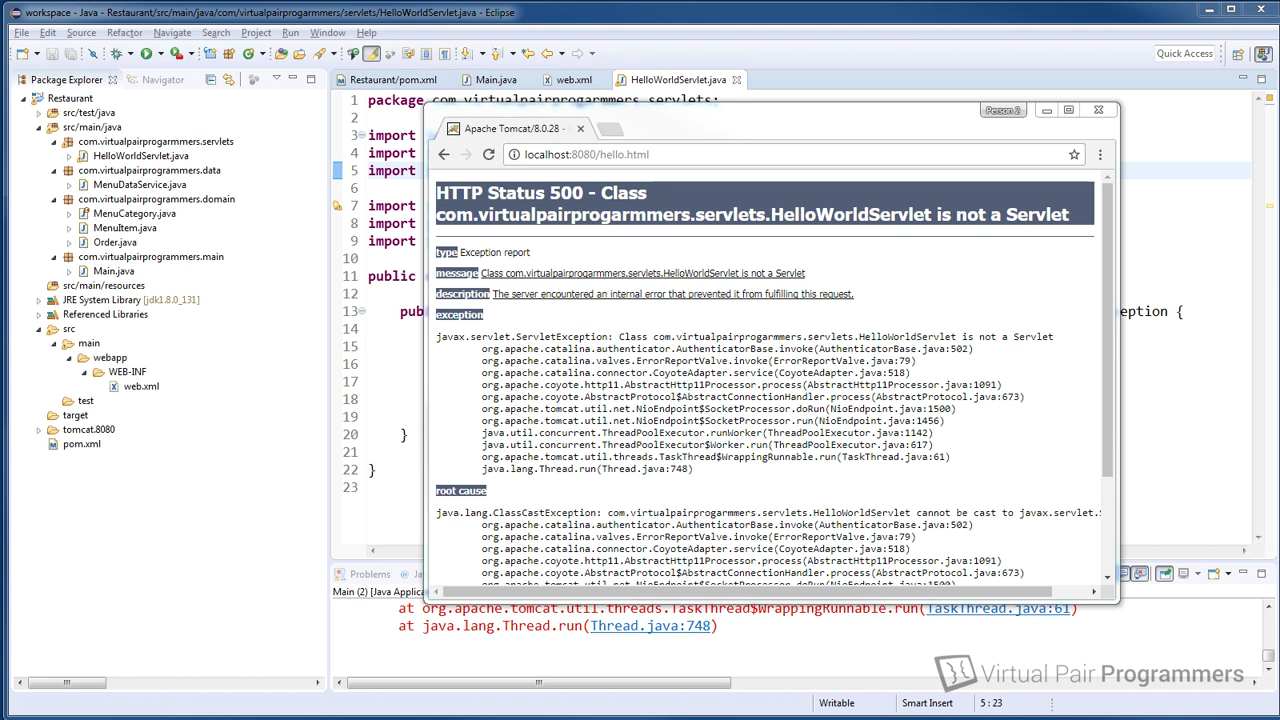 workspace - Java - Restaurant/src/main/java/com/virtualpairprogarmmers/servlets/HelloWorldServlet.java - Eclipse
File Edit Source Refactor Navigate Search Project Run Window Help
Quick Access
Package Explorer Navigator
Restaurant
src/test/java
src/main/java
com.virtualpairprogarmmers.servlets
HelloWorldServlet.java
com.virtualpairprogarmmers.data
MenuDataService.java
com.virtualpairprogarmmers.domain
MenuCategory.java
MenuItem.java
Order.java
com.virtualpairprogarmmers.main
Main.java
src/main/resources
JRE System Library [jdk1.8.0_131]
Referenced Libraries
src
main
webapp
WEB-INF
web.xml
test
target
tomcat.8080
pom.xml
Restaurant/pom.xml Main.java web.xml HelloWorldServlet.java
1 package com.virtualpairprogarmmers.servlets;
2
3 import
4 import
5 import
6
7 import
8 import
9 import
10
11 public
12
13 pub eption {
14
15
16
17
18
19
20 }
21
22 }
23
Person 2
Apache Tomcat/8.0.28 -
localhost:8080/hello.html
HTTP Status 500 - Class
com.virtualpairprogarmmers.servlets.HelloWorldServlet is not a Servlet
type Exception report
message Class com.virtualpairprogarmmers.servlets.HelloWorldServlet is not a Servlet
description The server encountered an internal error that prevented it from fulfilling this request.
exception
javax.servlet.ServletException: Class com.virtualpairprogarmmers.servlets.HelloWorldServlet is not a Servlet
org.apache.catalina.authenticator.AuthenticatorBase.invoke(AuthenticatorBase.java:502)
org.apache.catalina.valves.ErrorReportValve.invoke(ErrorReportValve.java:79)
org.apache.catalina.connector.CoyoteAdapter.service(CoyoteAdapter.java:518)
org.apache.coyote.http11.AbstractHttp11Processor.process(AbstractHttp11Processor.java:1091)
org.apache.coyote.AbstractProtocol$AbstractConnectionHandler.process(AbstractProtocol.java:673)
org.apache.tomcat.util.net.NioEndpoint$SocketProcessor.doRun(NioEndpoint.java:1500)
org.apache.tomcat.util.net.NioEndpoint$SocketProcessor.run(NioEndpoint.java:1456)
java.util.concurrent.ThreadPoolExecutor.runWorker(ThreadPoolExecutor.java:1142)
java.util.concurrent.ThreadPoolExecutor$Worker.run(ThreadPoolExecutor.java:617)
org.apache.tomcat.util.threads.TaskThread$WrappingRunnable.run(TaskThread.java:61)
java.lang.Thread.run(Thread.java:748)
root cause
java.lang.ClassCastException: com.virtualpairprogarmmers.servlets.HelloWorldServlet cannot be cast to javax.servlet.
org.apache.catalina.authenticator.AuthenticatorBase.invoke(AuthenticatorBase.java:502)
org.apache.catalina.valves.ErrorReportValve.invoke(ErrorReportValve.java:79)
org.apache.catalina.connector.CoyoteAdapter.service(CoyoteAdapter.java:518)
org.apache.coyote.http11.AbstractHttp11Processor.process(AbstractHttp11Processor.java:1091)
org.apache.coyote.AbstractProtocol$AbstractConnectionHandler.process(AbstractProtocol.java:673)
org.apache.tomcat.util.net.NioEndpoint$SocketProcessor.doRun(NioEndpoint.java:1500)
Problems Ja
Main (2) [Java Applica
at org.apache.tomcat.util.threads.TaskThread$WrappingRunnable.run(TaskThread.java:61)
at java.lang.Thread.run(Thread.java:748)
Virtual Pair Programmers
Writable Smart Insert 5 : 23